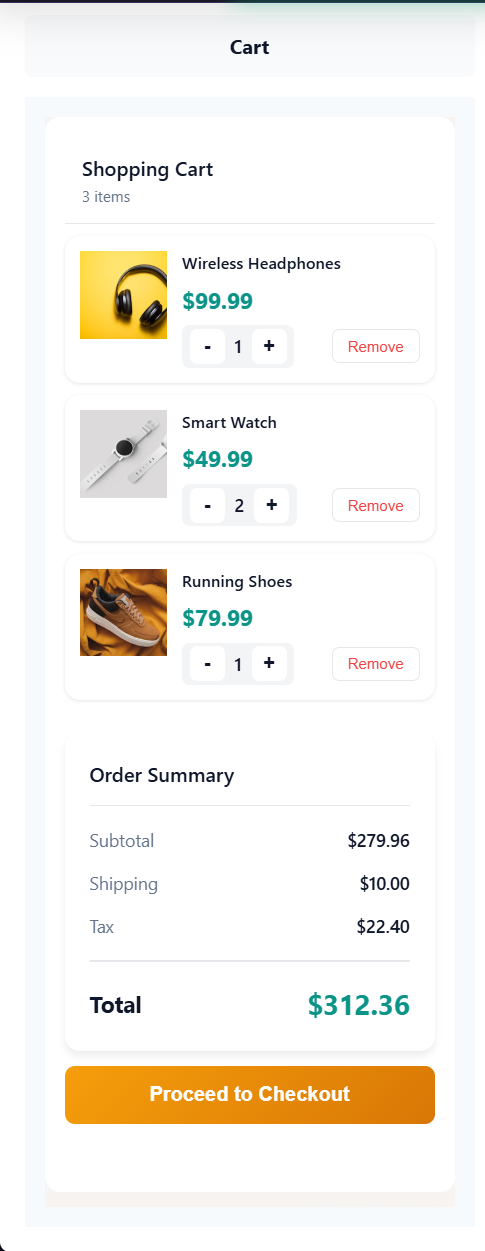 Cart
Shopping Cart
3 items
Wireless Headphones
$99.99
- 1 + Remove
Smart Watch
$49.99
- 2 + Remove
Running Shoes
$79.99
- 1 + Remove
Order Summary
Subtotal $279.96
Shipping $10.00
Tax $22.40
Total $312.36
Proceed to Checkout